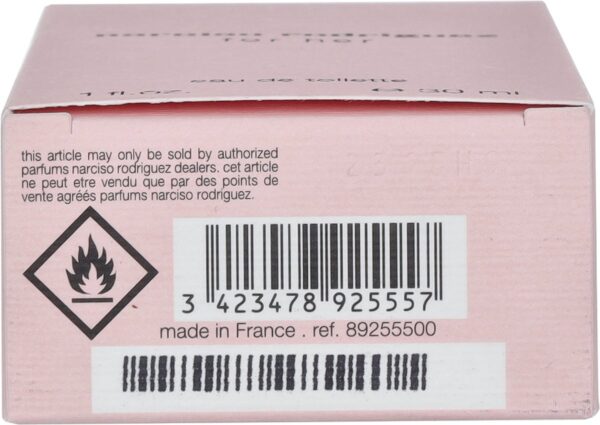 narciso rodriguez
for her
eau de toilette
1 fl.oz. ℮ 30 ml
this article may only be sold by authorized
parfums narciso rodriguez dealers. cet article
ne peut etre vendu que par des points de
vente agréés parfums narciso rodriguez.
3 423478 925557
made in France . ref. 89255500